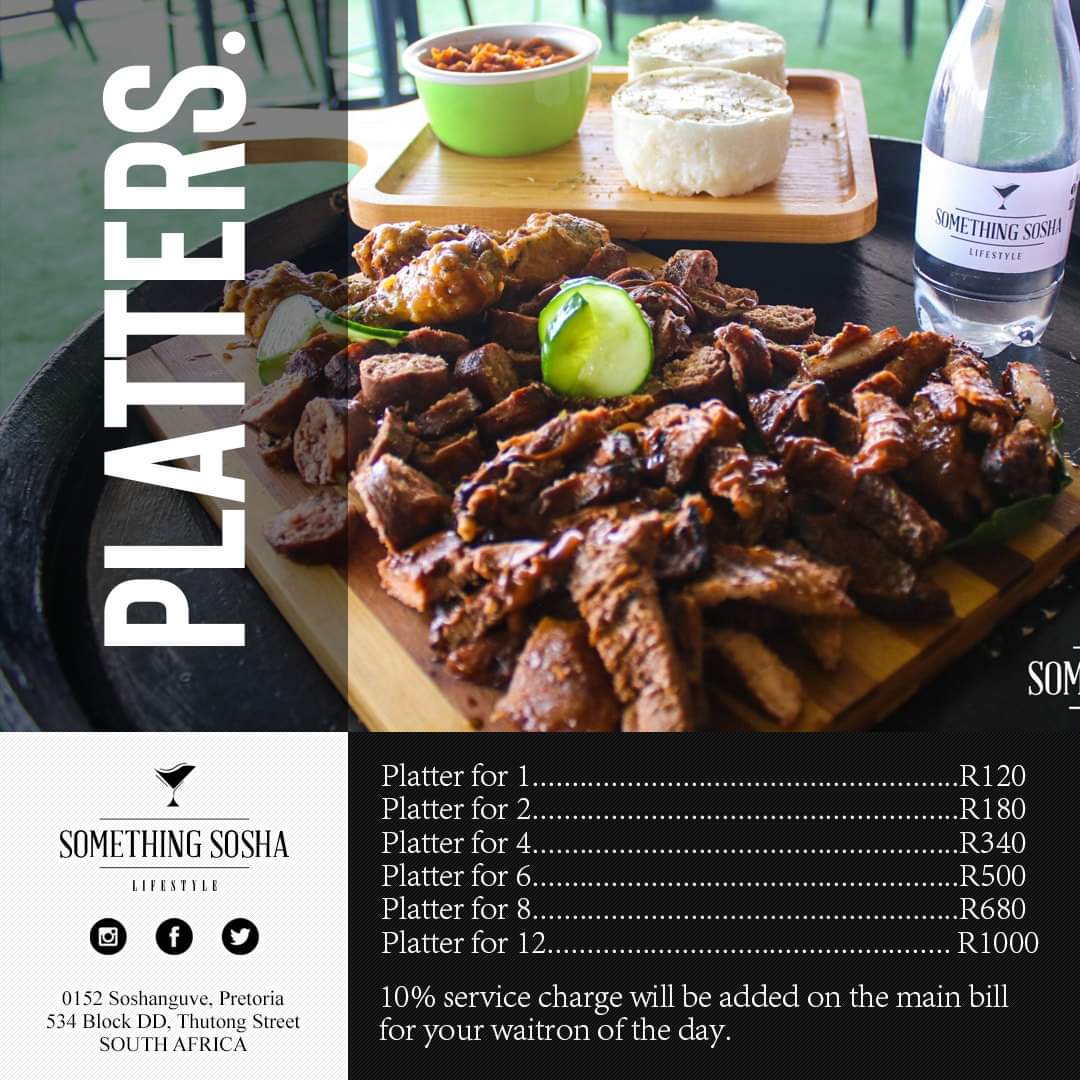 PLATTERS.
SOMETHING SOSHA
LIFESTYLE
SOM
SOMETHING SOSHA
LIFESTYLE
0152 Soshanguve, Pretoria
534 Block DD, Thutong Street
SOUTH AFRICA
Platter for 1......................................................R120
Platter for 2......................................................R180
Platter for 4......................................................R340
Platter for 6......................................................R500
Platter for 8......................................................R680
Platter for 12................................................... R1000
10% service charge will be added on the main bill
for your waitron of the day.